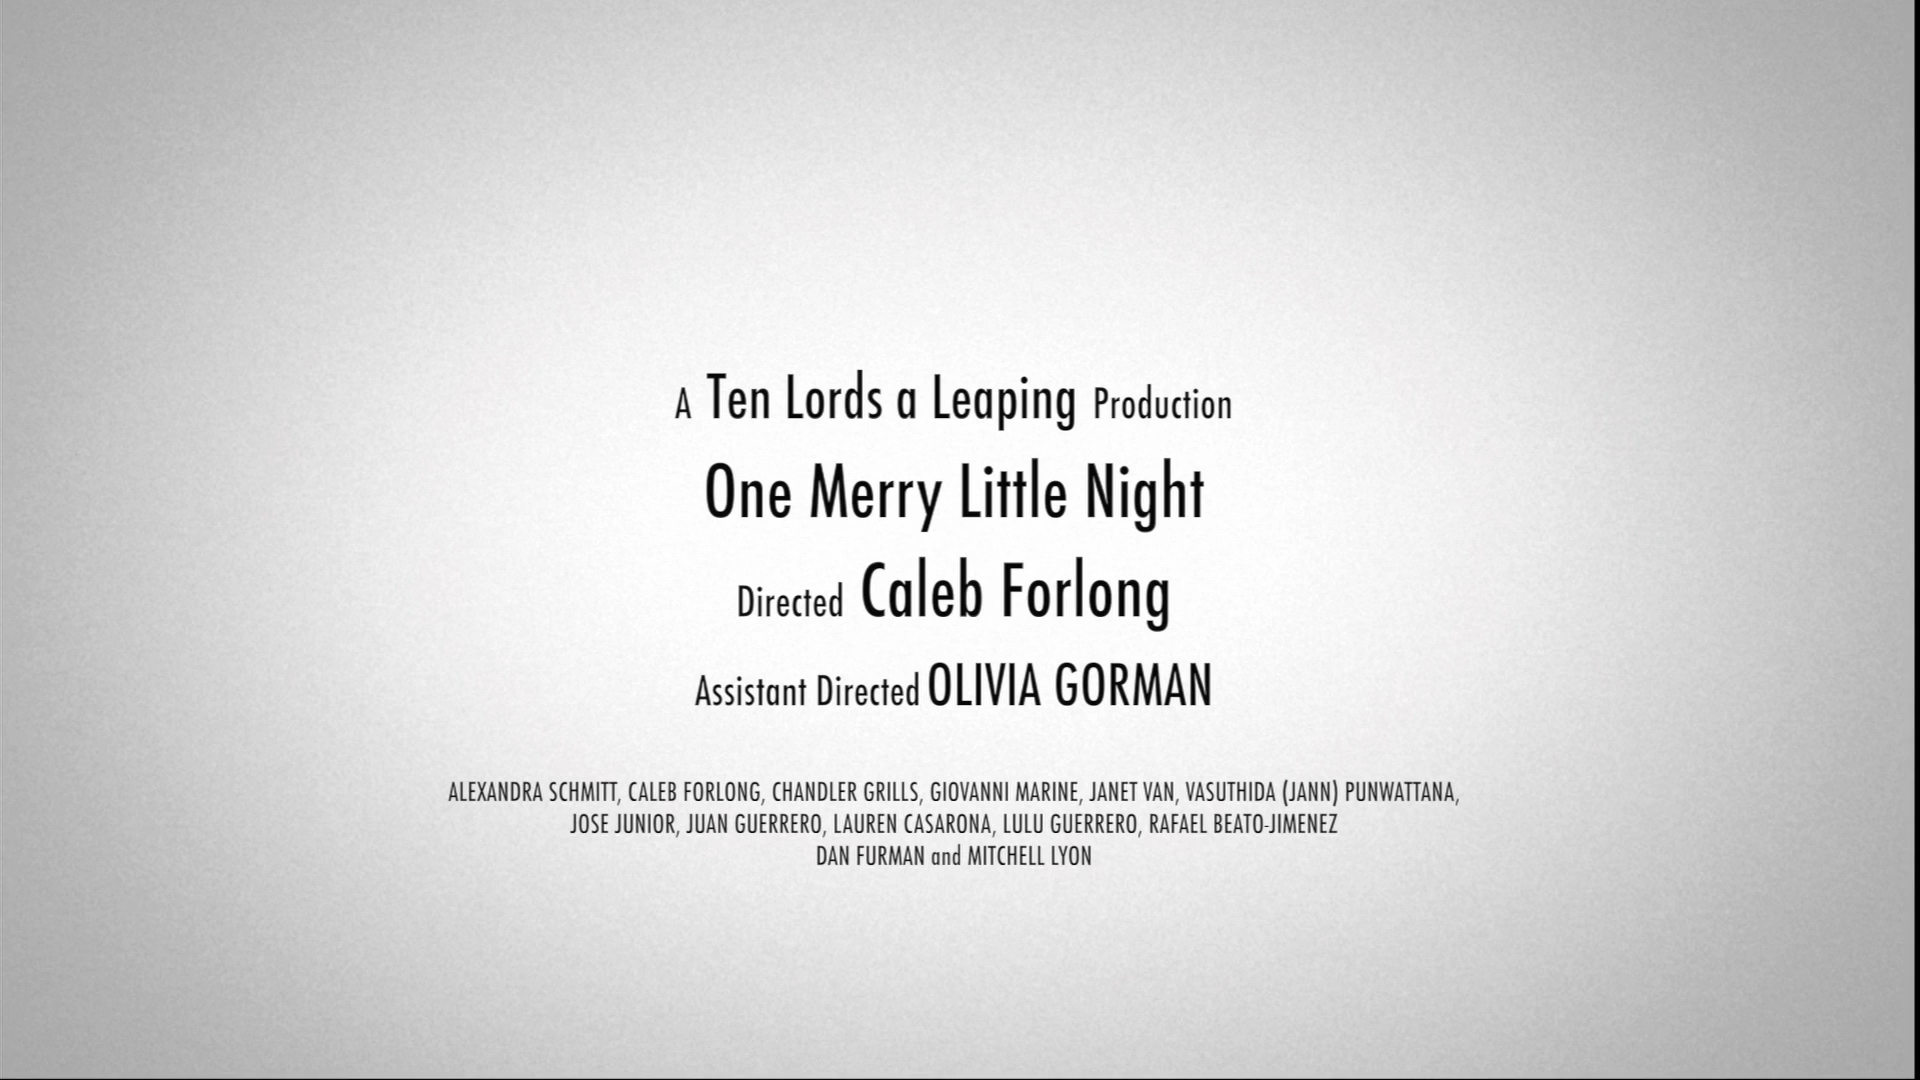 A Ten Lords a Leaping Production
One Merry Little Night
Directed Caleb Forlong
Assistant Directed OLIVIA GORMAN
ALEXANDRA SCHMITT, CALEB FORLONG, CHANDLER GRILLS, GIOVANNI MARINE, JANET VAN, VASUTHIDA (JANN) PUNWATTANA,
JOSE JUNIOR, JUAN GUERRERO, LAUREN CASARONA, LULU GUERRERO, RAFAEL BEATO-JIMENEZ
DAN FURMAN and MITCHELL LYON